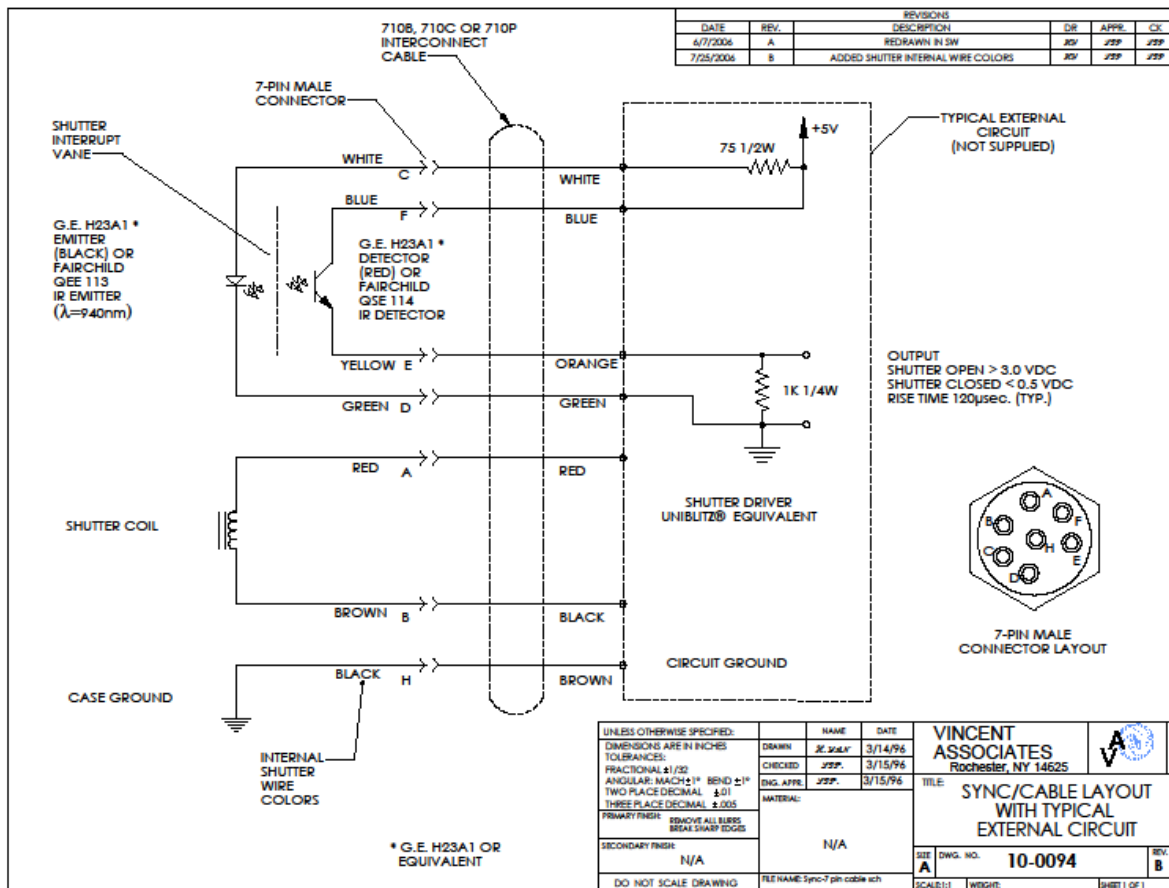 REVISIONS
DATE REV. DESCRIPTION DR APPR. CK
6/7/2006 A REDRAWN IN SW
7/25/2006 B ADDED SHUTTER INTERNAL WIRE COLORS
710B, 710C OR 710P
INTERCONNECT
CABLE
7-PIN MALE
CONNECTOR
SHUTTER
INTERRUPT
VANE
TYPICAL EXTERNAL
CIRCUIT
(NOT SUPPLIED)
+5V
75 1/2W
WHITE
C
WHITE
BLUE
F
BLUE
G.E. H23A1 *
EMITTER
(BLACK) OR
FAIRCHILD
QEE 113
IR EMITTER
(λ=940nm)
G.E. H23A1 *
DETECTOR
(RED) OR
FAIRCHILD
QSE 114
IR DETECTOR
YELLOW E
ORANGE
1K 1/4W
GREEN D
GREEN
OUTPUT
SHUTTER OPEN > 3.0 VDC
SHUTTER CLOSED < 0.5 VDC
RISE TIME 120µsec. (TYP.)
RED A
RED
SHUTTER COIL
SHUTTER DRIVER
UNIBLITZ® EQUIVALENT
A
B
F
H
C
E
D
7-PIN MALE
CONNECTOR LAYOUT
BROWN B
BLACK
BLACK H
BROWN
CIRCUIT GROUND
CASE GROUND
INTERNAL
SHUTTER
WIRE
COLORS
* G.E. H23A1 OR
EQUIVALENT
UNLESS OTHERWISE SPECIFIED:
DIMENSIONS ARE IN INCHES
TOLERANCES:
FRACTIONAL ±1/32
ANGULAR: MACH±1° BEND ±1°
TWO PLACE DECIMAL ±.01
THREE PLACE DECIMAL ±.005
PRIMARY FINISH: REMOVE ALL BURRS
BREAK SHARP EDGES
SECONDARY FINISH:
N/A
DO NOT SCALE DRAWING
NAME DATE
DRAWN 3/14/96
CHECKED 3/15/96
ENG. APPR. 3/15/96
MATERIAL:
N/A
FILE NAME: Sync-7 pin cable sch
VINCENT
ASSOCIATES
Rochester, NY 14625
VA
TITLE:
SYNC/CABLE LAYOUT
WITH TYPICAL
EXTERNAL CIRCUIT
SIZE
A
DWG. NO.
10-0094
REV.
B
SCALE:1:1 WEIGHT: SHEET 1 OF 1